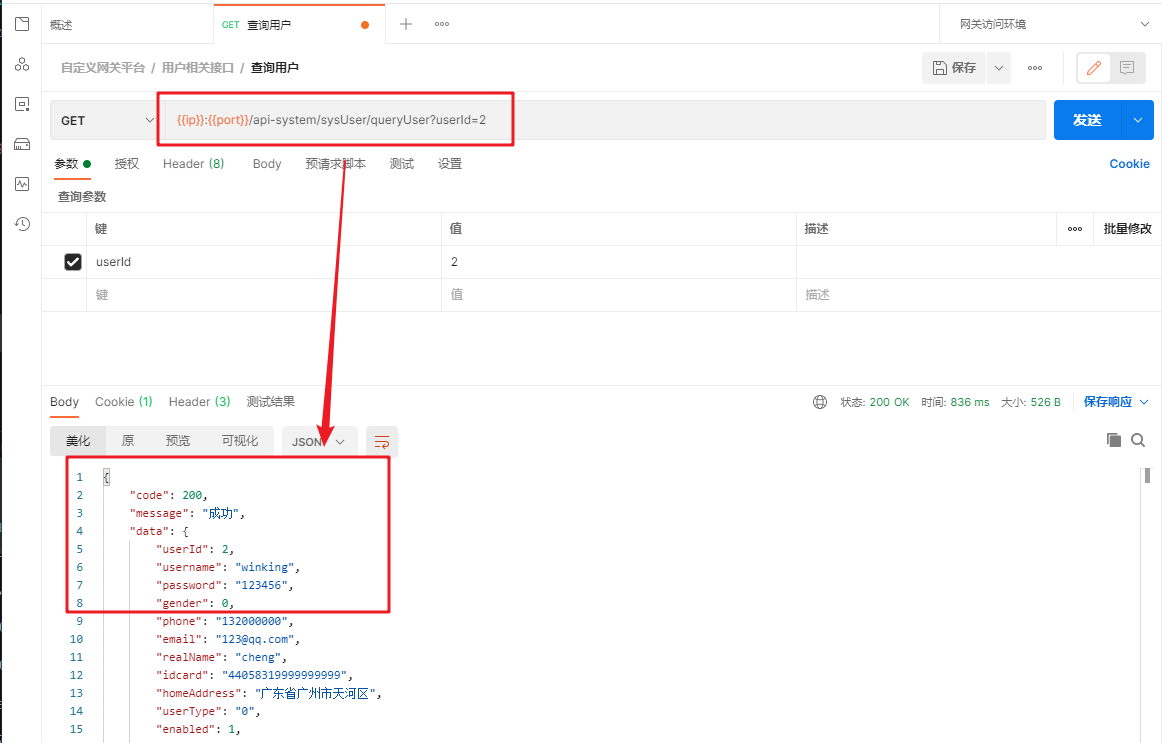 概述
GET 查询用户
网关访问环境
自定义网关平台 / 用户相关接口 / 查询用户
保存
GET
{{ip}}:{{port}}/api-system/sysUser/queryUser?userId=2
发送
参数 授权 Header (8) Body 预请求脚本 测试 设置 Cookie
查询参数
键 值 描述 批量修改
userId 2
键 值 描述
Body Cookie (1) Header (3) 测试结果 状态: 200 OK 时间: 836 ms 大小: 526 B 保存响应
美化 原 预览 可视化 JSON
1 {
2 "code": 200,
3 "message": "成功",
4 "data": {
5 "userId": 2,
6 "username": "winking",
7 "password": "123456",
8 "gender": 0,
9 "phone": "132000000",
10 "email": "123@qq.com",
11 "realName": "cheng",
12 "idcard": "44058319999999999",
13 "homeAddress": "广东省广州市天河区",
14 "userType": "0",
15 "enabled": 1,